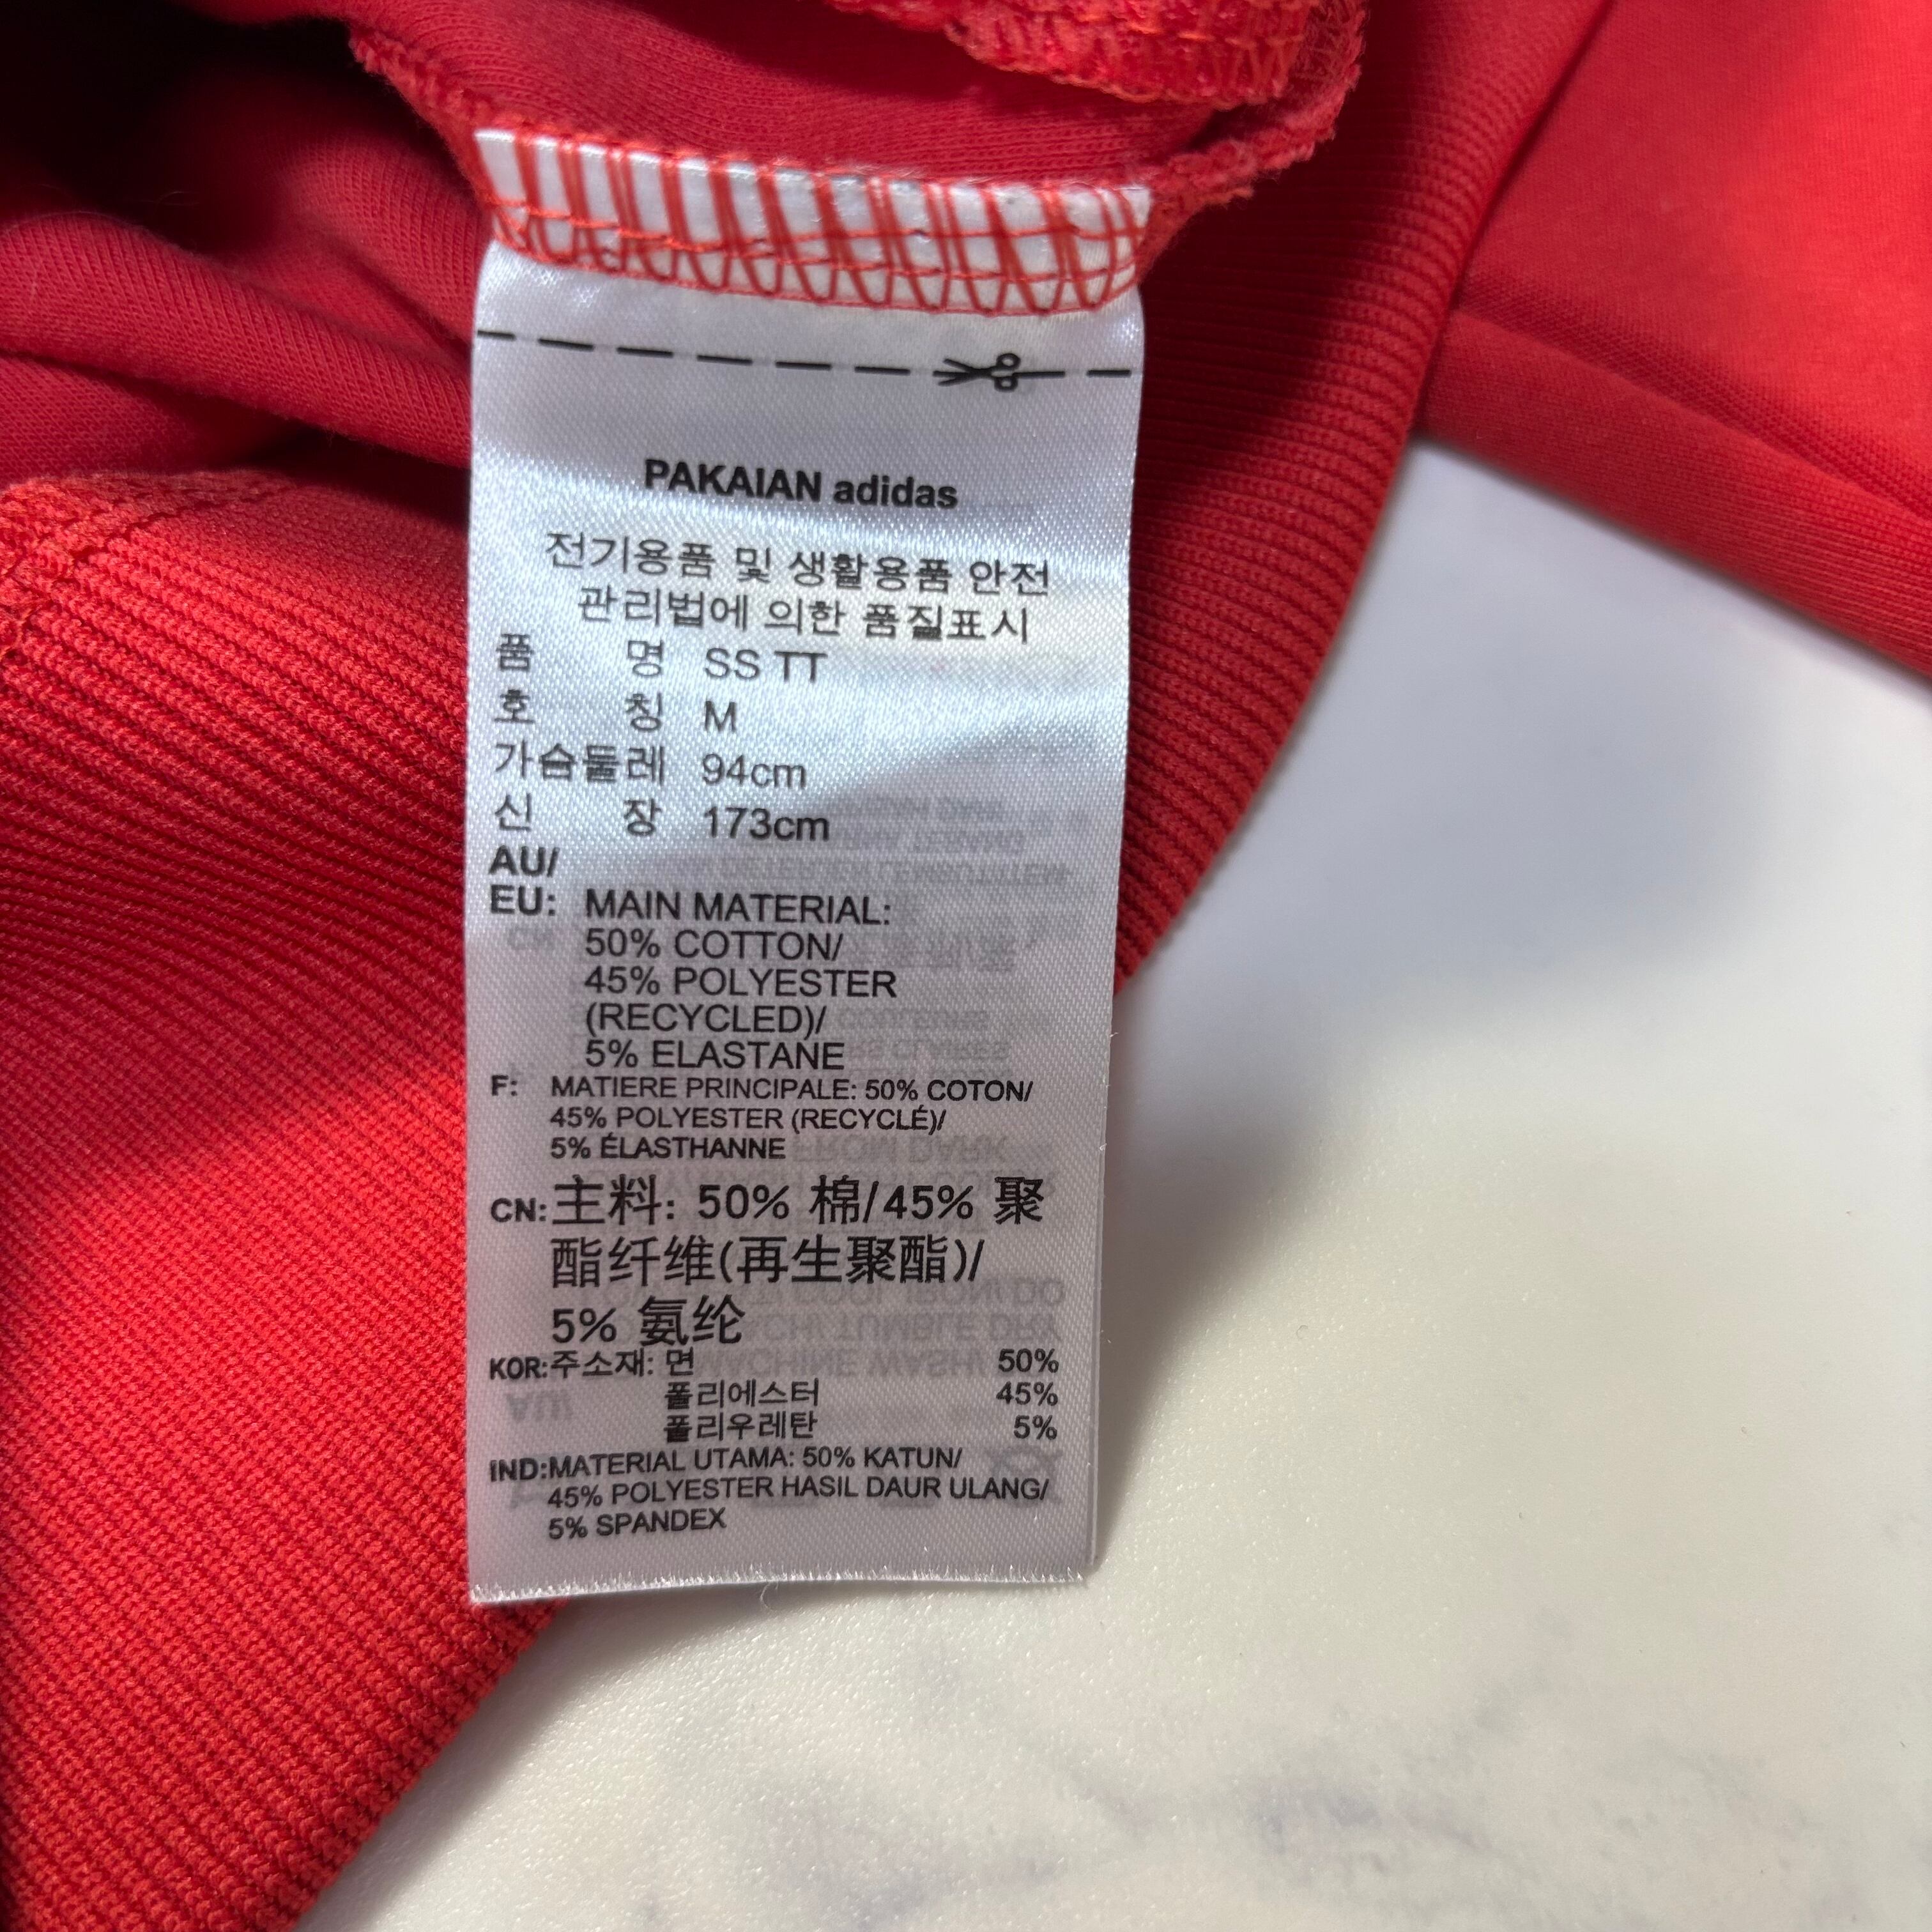 PAKAIAN adidas
전기용품 및 생활용품 안전
관리법에 의한 품질표시
품 명 SS TT
호 칭 M
가슴둘레 94cm
신 장 173cm
AU/
EU: MAIN MATERIAL:
50% COTTON/
45% POLYESTER
(RECYCLED)/
5% ELASTANE
F: MATIERE PRINCIPALE: 50% COTON/
45% POLYESTER (RECYCLÉ)/
5% ÉLASTHANNE
CN: 主料: 50% 棉/45% 聚
酯纤维(再生聚酯)/
5% 氨纶
KOR: 주소재: 면 50%
폴리에스터 45%
폴리우레탄 5%
IND: MATERIAL UTAMA: 50% KATUN/
45% POLYESTER HASIL DAUR ULANG/
5% SPANDEX